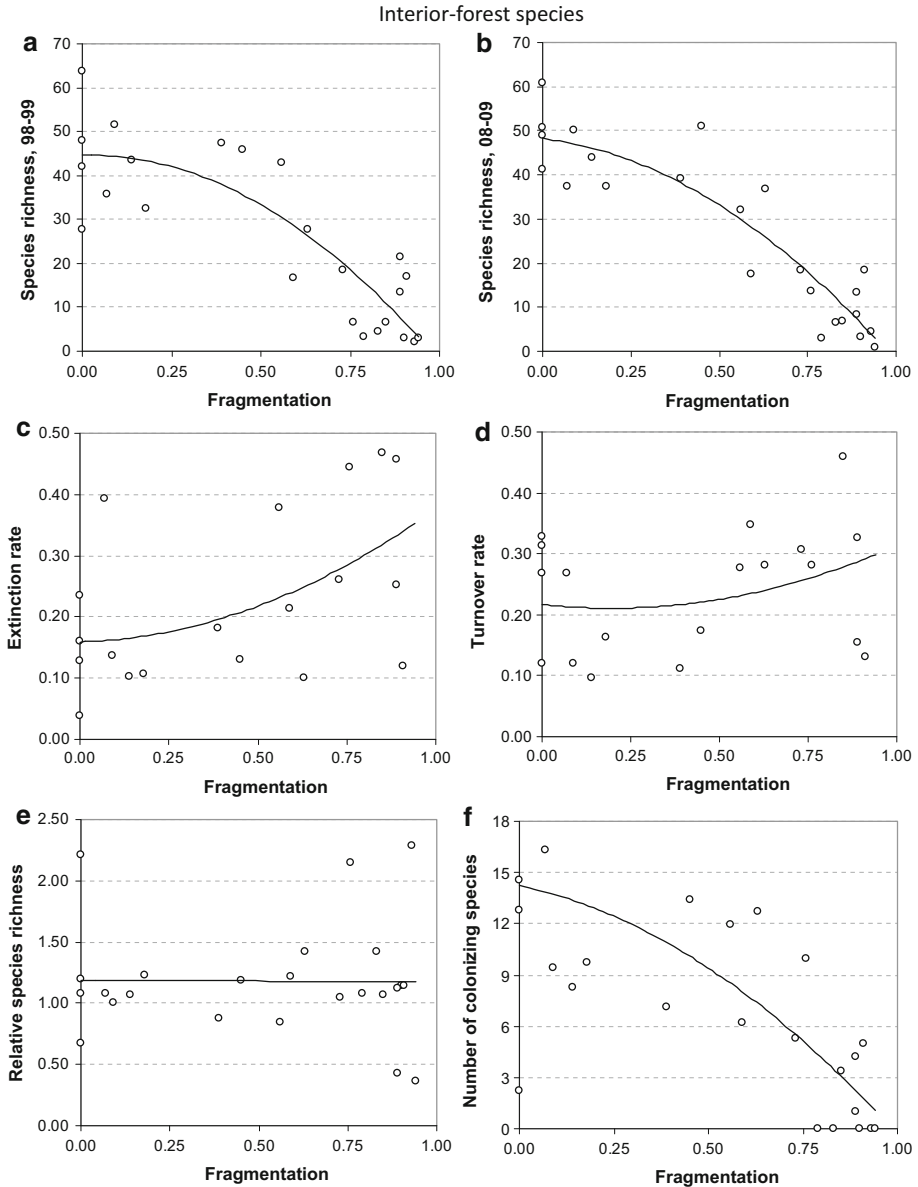 Interior-forest species
a
b
70
60
50
40
30
20
10
0
Species richness, 98-99
0.00 0.25 0.50 0.75 1.00
Fragmentation
70
60
50
40
30
20
10
0
Species richness, 08-09
0.00 0.25 0.50 0.75 1.00
Fragmentation
c
d
0.50
0.40
0.30
0.20
0.10
0.00
Extinction rate
0.00 0.25 0.50 0.75 1.00
Fragmentation
0.50
0.40
0.30
0.20
0.10
0.00
Turnover rate
0.00 0.25 0.50 0.75 1.00
Fragmentation
e
f
2.50
2.00
1.50
1.00
0.50
0.00
Relative species richness
0.00 0.25 0.50 0.75 1.00
Fragmentation
18
15
12
9
6
3
0
Number of colonizing species
0.00 0.25 0.50 0.75 1.00
Fragmentation